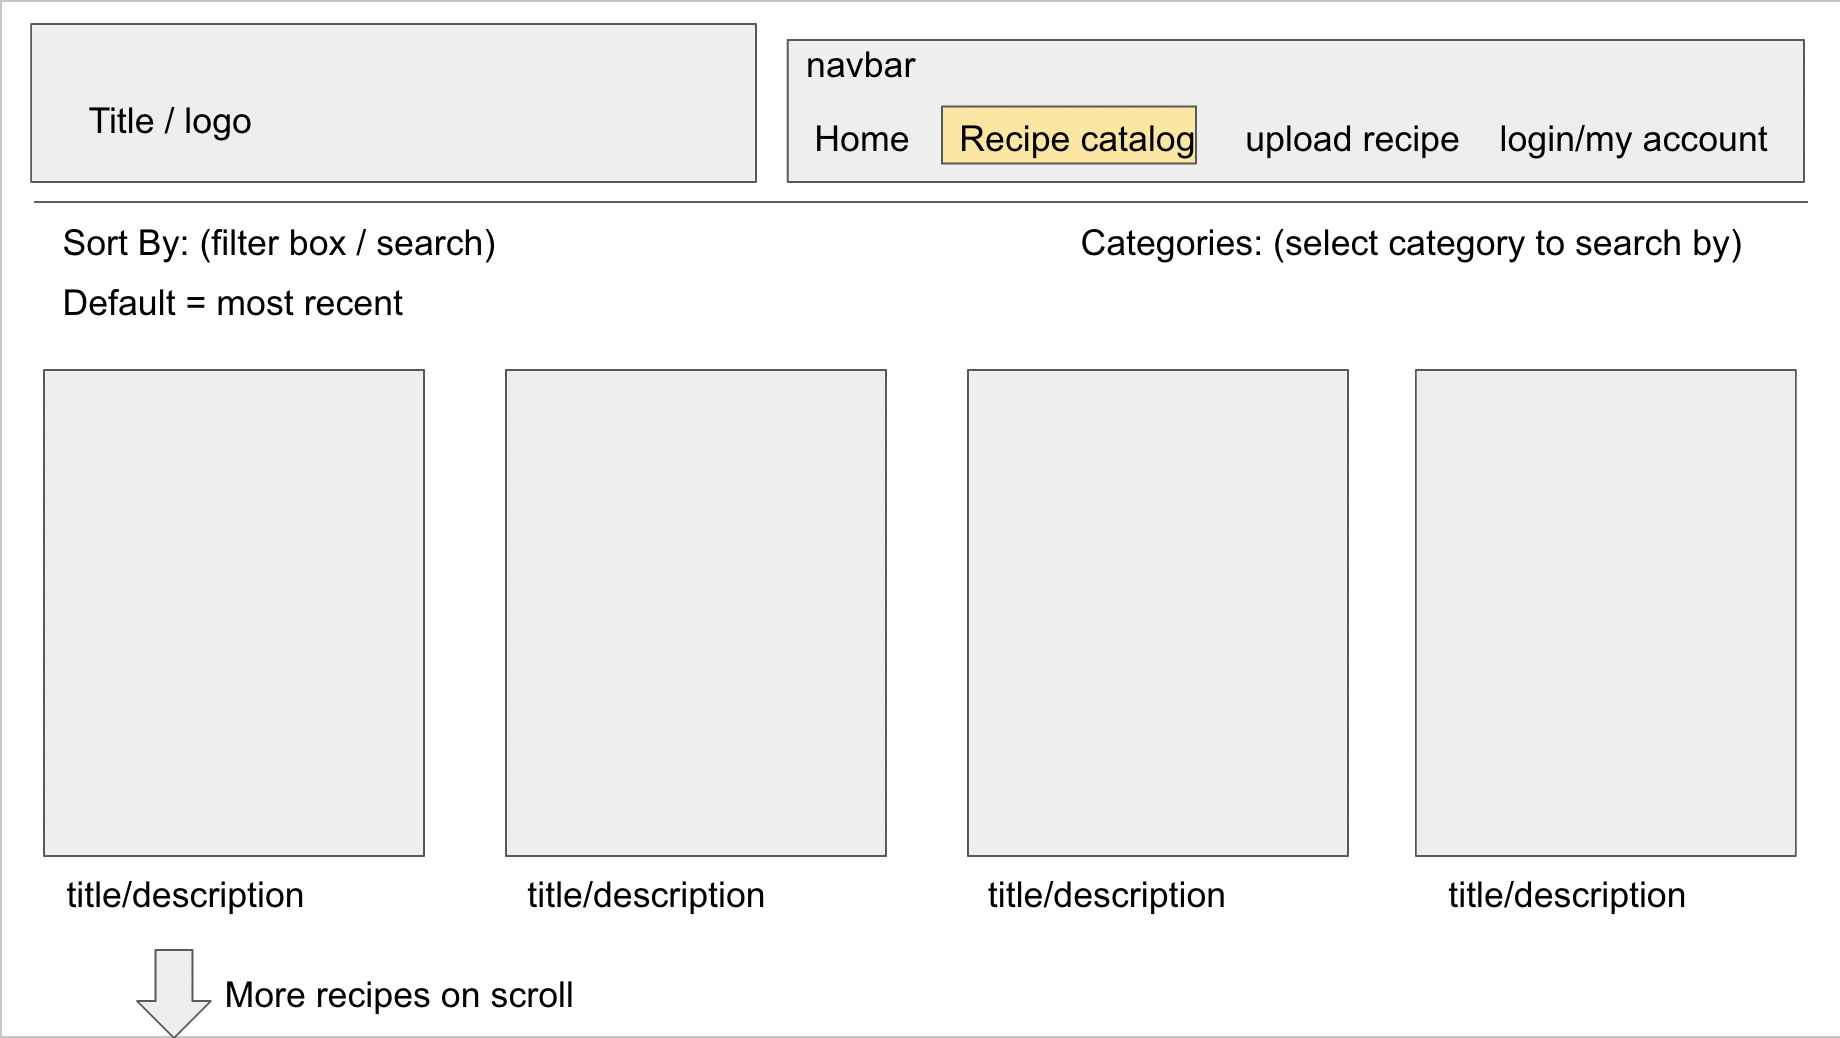 Title / logo
navbar
Home Recipe catalog upload recipe login/my account
Sort By: (filter box / search) Categories: (select category to search by)
Default = most recent
title/description title/description title/description title/description
More recipes on scroll